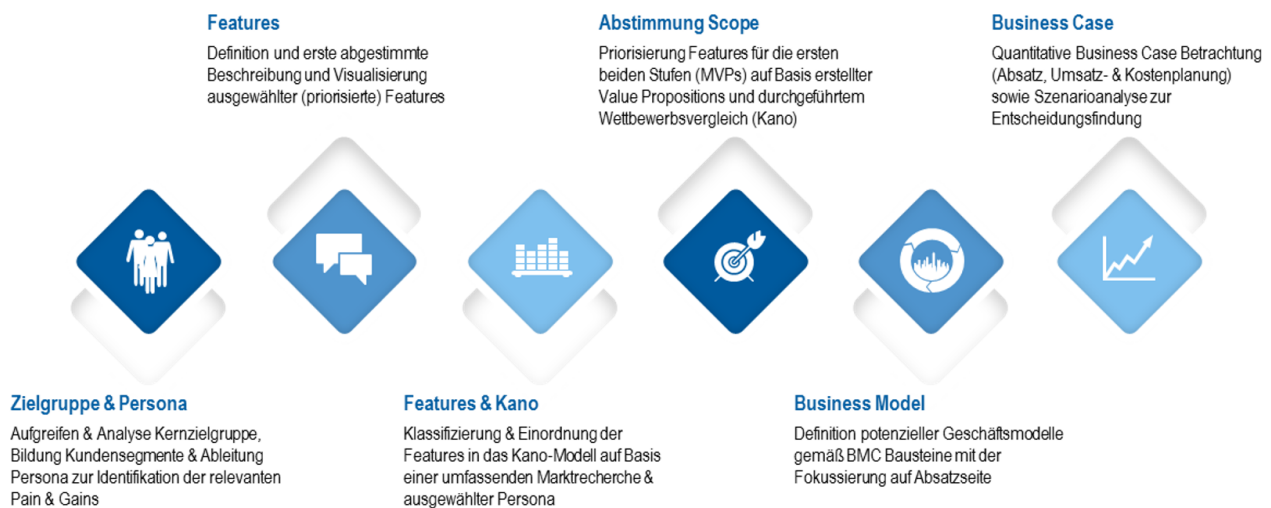 Features
Definition und erste abgestimmte
Beschreibung und Visualisierung
ausgewählter (priorisierte) Features
Abstimmung Scope
Priorisierung Features für die ersten
beiden Stufen (MVPs) auf Basis erstellter
Value Propositions und durchgeführtem
Wettbewerbsvergleich (Kano)
Business Case
Quantitative Business Case Betrachtung
(Absatz, Umsatz- & Kostenplanung)
sowie Szenarioanalyse zur
Entscheidungsfindung
Zielgruppe & Persona
Aufgreifen & Analyse Kernzielgruppe,
Bildung Kundensegmente & Ableitung
Persona zur Identifikation der relevanten
Pain & Gains
Features & Kano
Klassifizierung & Einordnung der
Features in das Kano-Modell auf Basis
einer umfassenden Marktrecherche &
ausgewählter Persona
Business Model
Definition potenzieller Geschäftsmodelle
gemäß BMC Bausteine mit der
Fokussierung auf Absatzseite